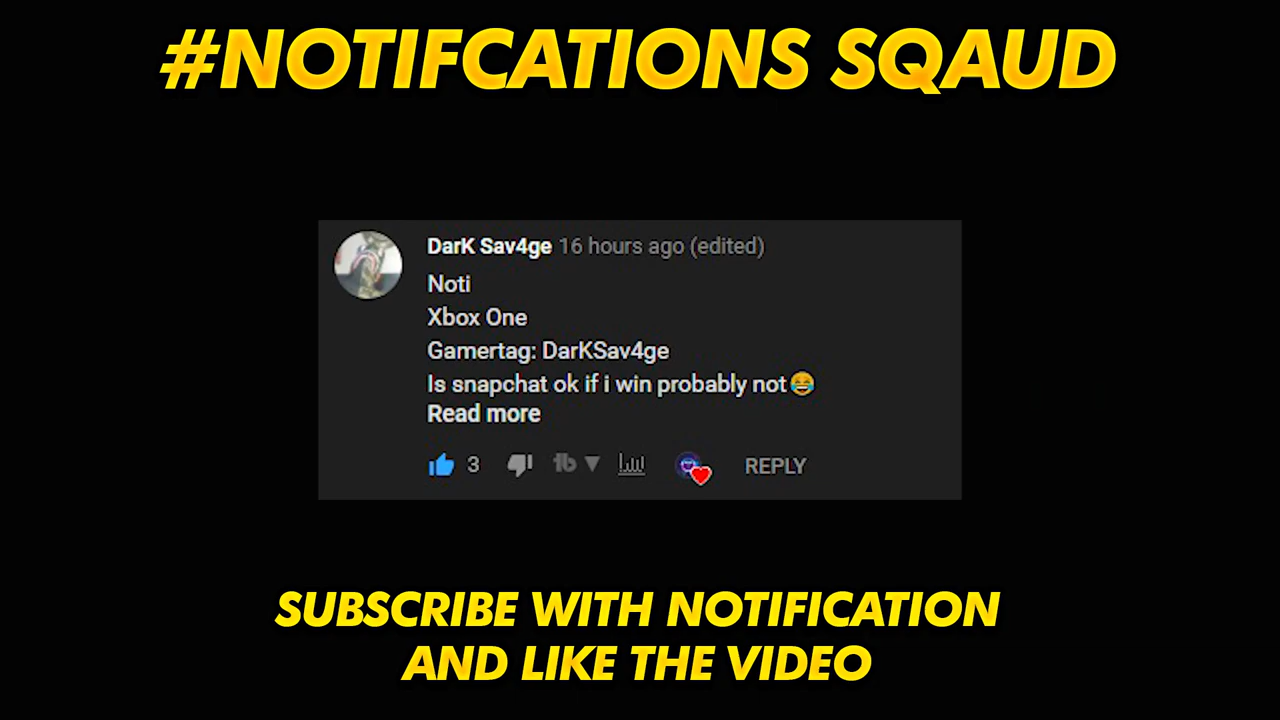 #NOTIFCATIONS SQAUD
DarK Sav4ge 16 hours ago (edited)
Noti
Xbox One
Gamertag: DarKSav4ge
Is snapchat ok if i win probably not😂
Read more
3 tb REPLY
SUBSCRIBE WITH NOTIFICATION
AND LIKE THE VIDEO